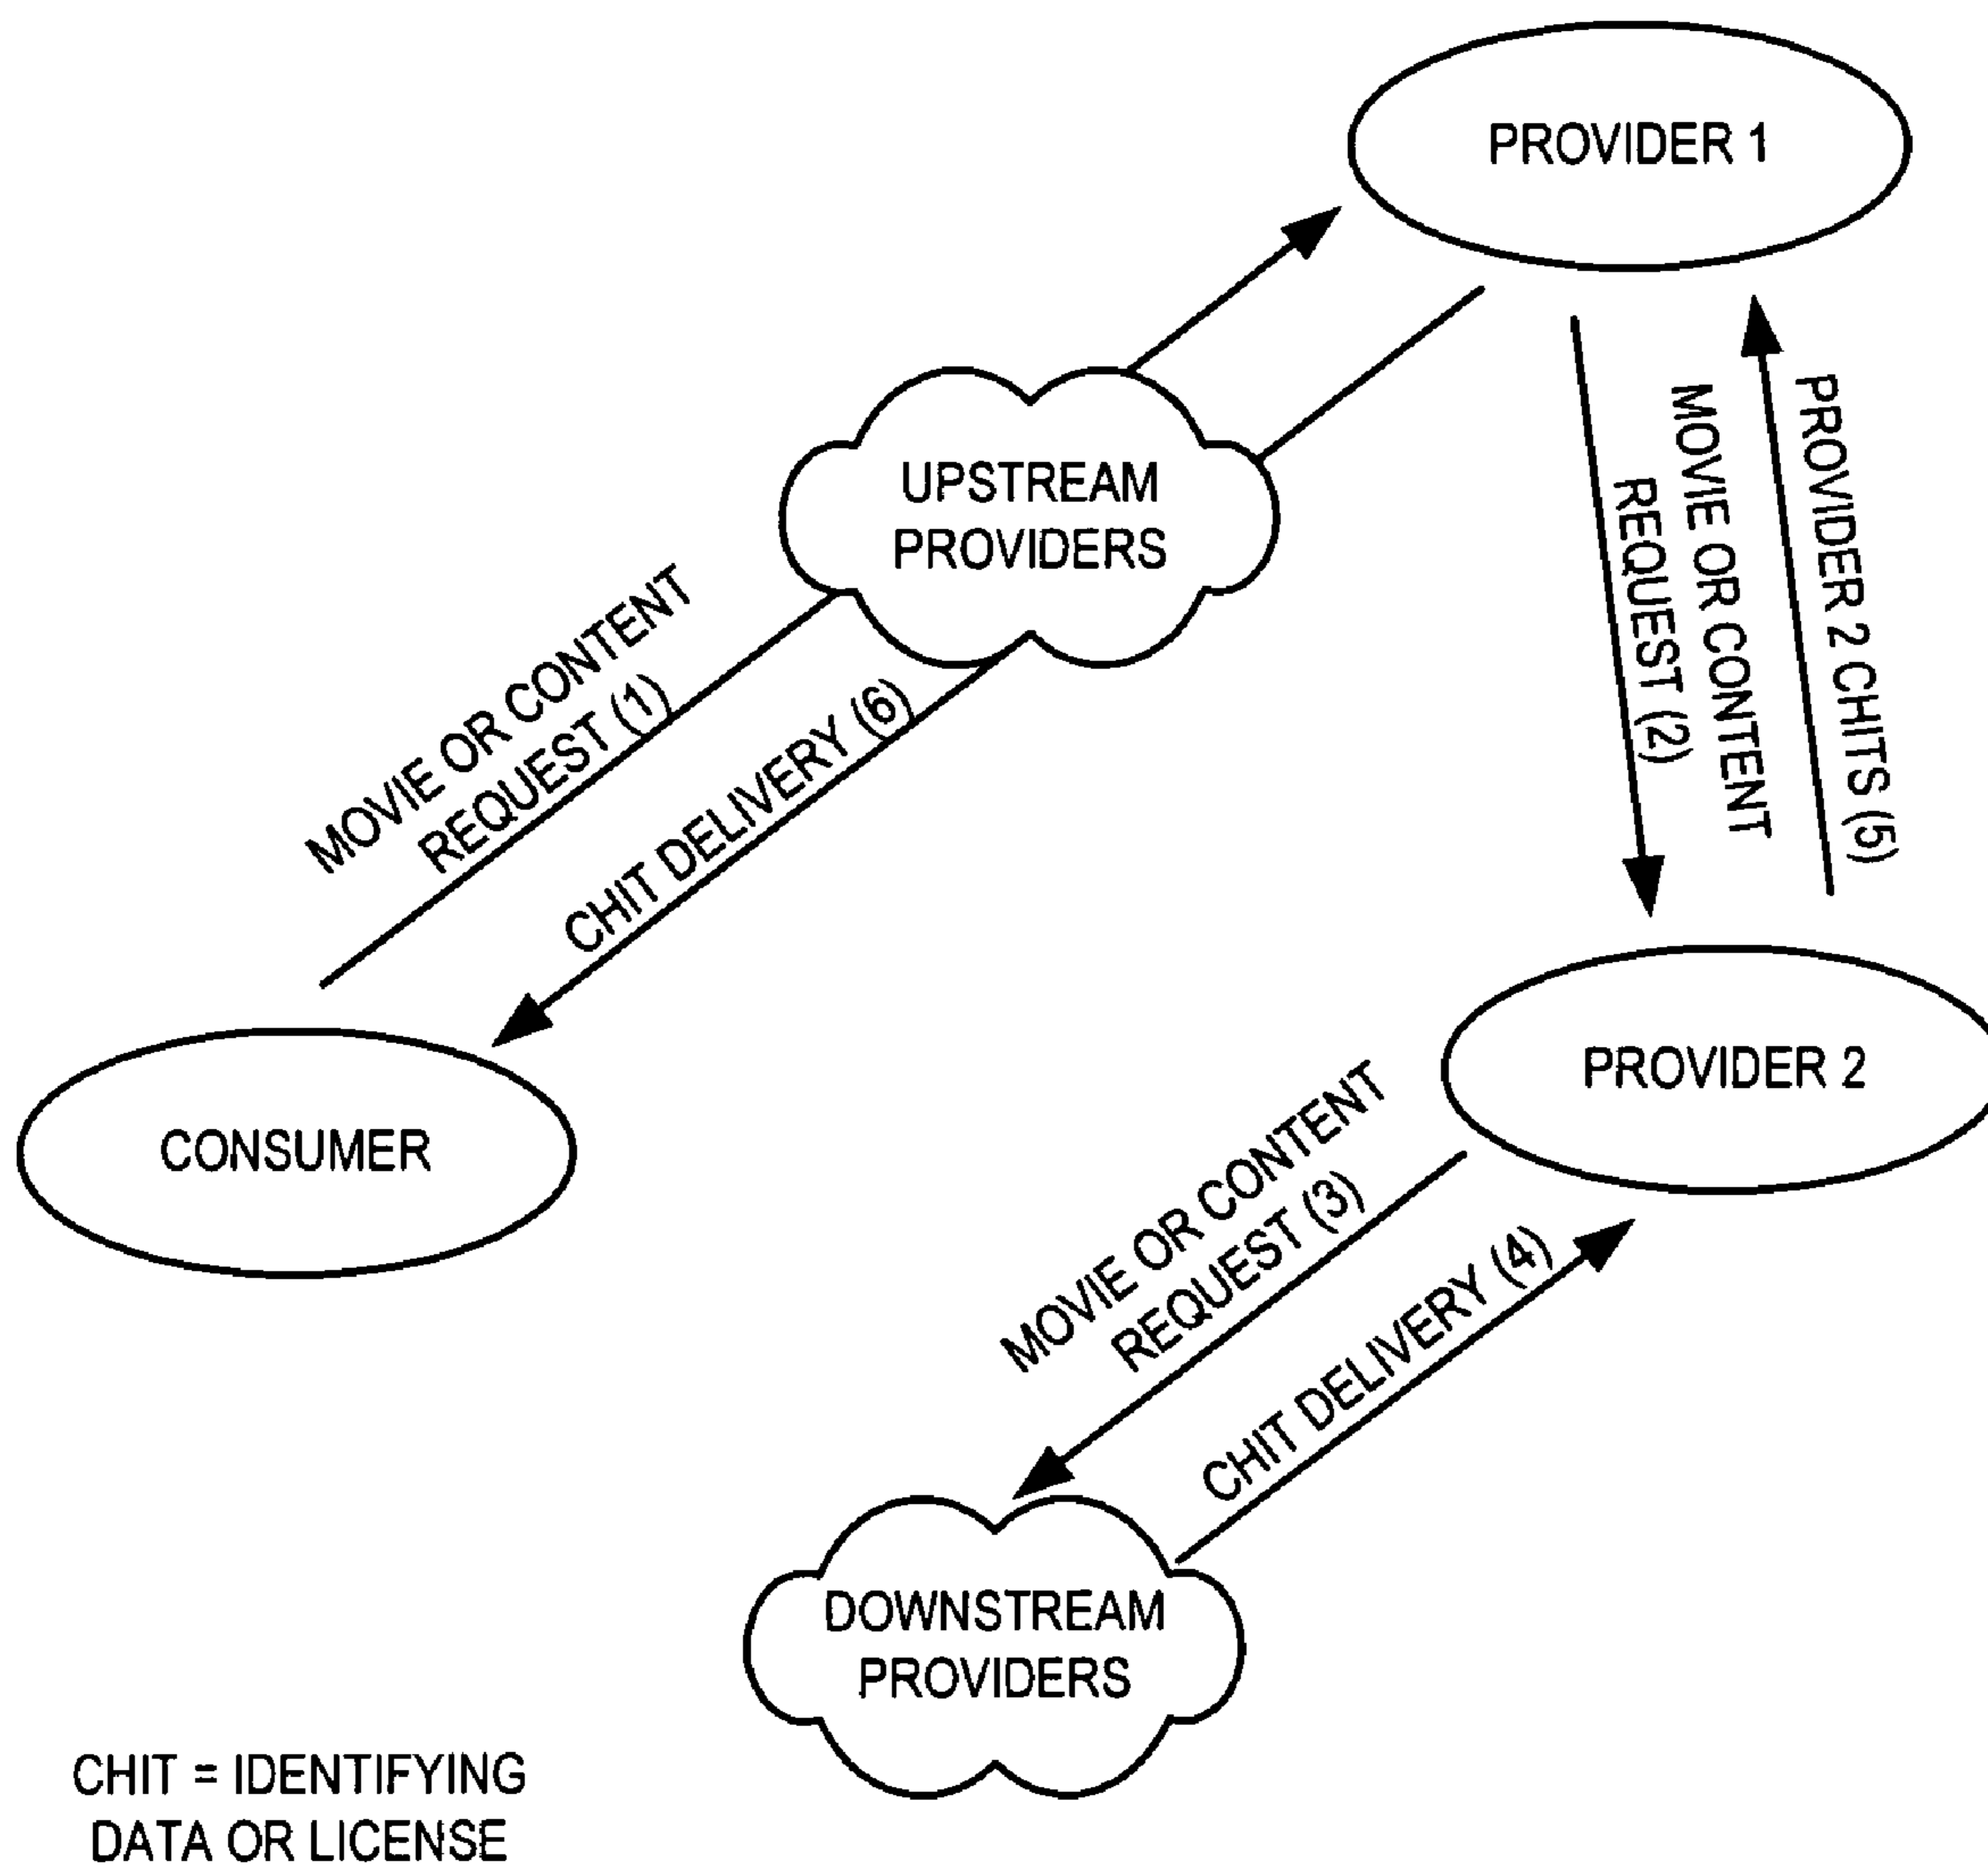 PROVIDER 1
UPSTREAM
PROVIDERS
MOVIE OR CONTENT
REQUEST (1)
CHIT DELIVERY (6)
MOVIE OR CONTENT
REQUEST (2)
PROVIDER 2 CHITS (5)
CONSUMER
PROVIDER 2
MOVIE OR CONTENT
REQUEST (3)
CHIT DELIVERY (4)
DOWNSTREAM
PROVIDERS
CHIT = IDENTIFYING
DATA OR LICENSE